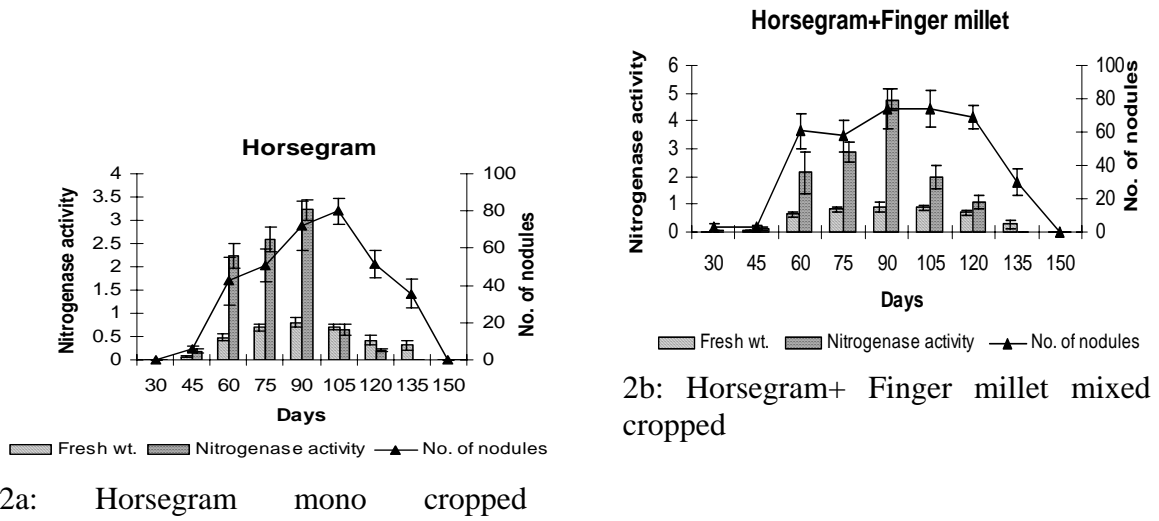 Horsegram
Nitrogenase activity
4
3.5
3
2.5
2
1.5
1
0.5
0
100
80
60
40
20
0
No. of nodules
30 45 60 75 90 105 120 135 150
Days
Fresh wt. Nitrogenase activity No. of nodules
2a: Horsegram mono cropped
Horsegram+Finger millet
Nitrogenase activity
6
5
4
3
2
1
0
100
80
60
40
20
0
No. of nodules
30 45 60 75 90 105 120 135 150
Days
Fresh wt. Nitrogenase activity No. of nodules
2b: Horsegram+ Finger millet mixed
cropped